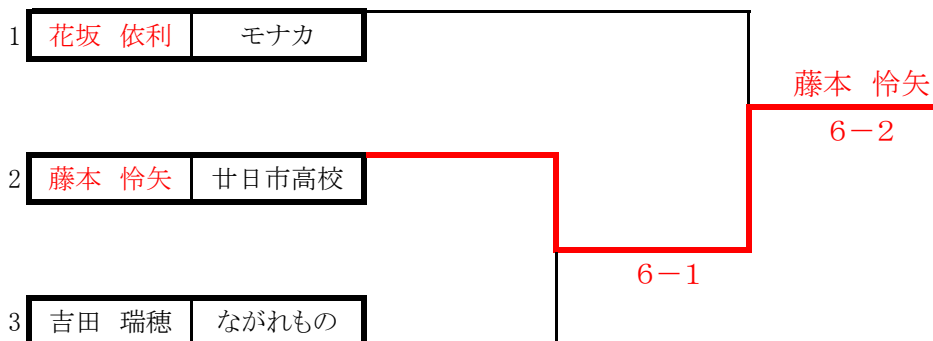 1 花坂 依利 モナカ
藤本 怜矢
6-2
2 藤本 怜矢 廿日市高校
6-1
3 吉田 瑞穂 ながれもの